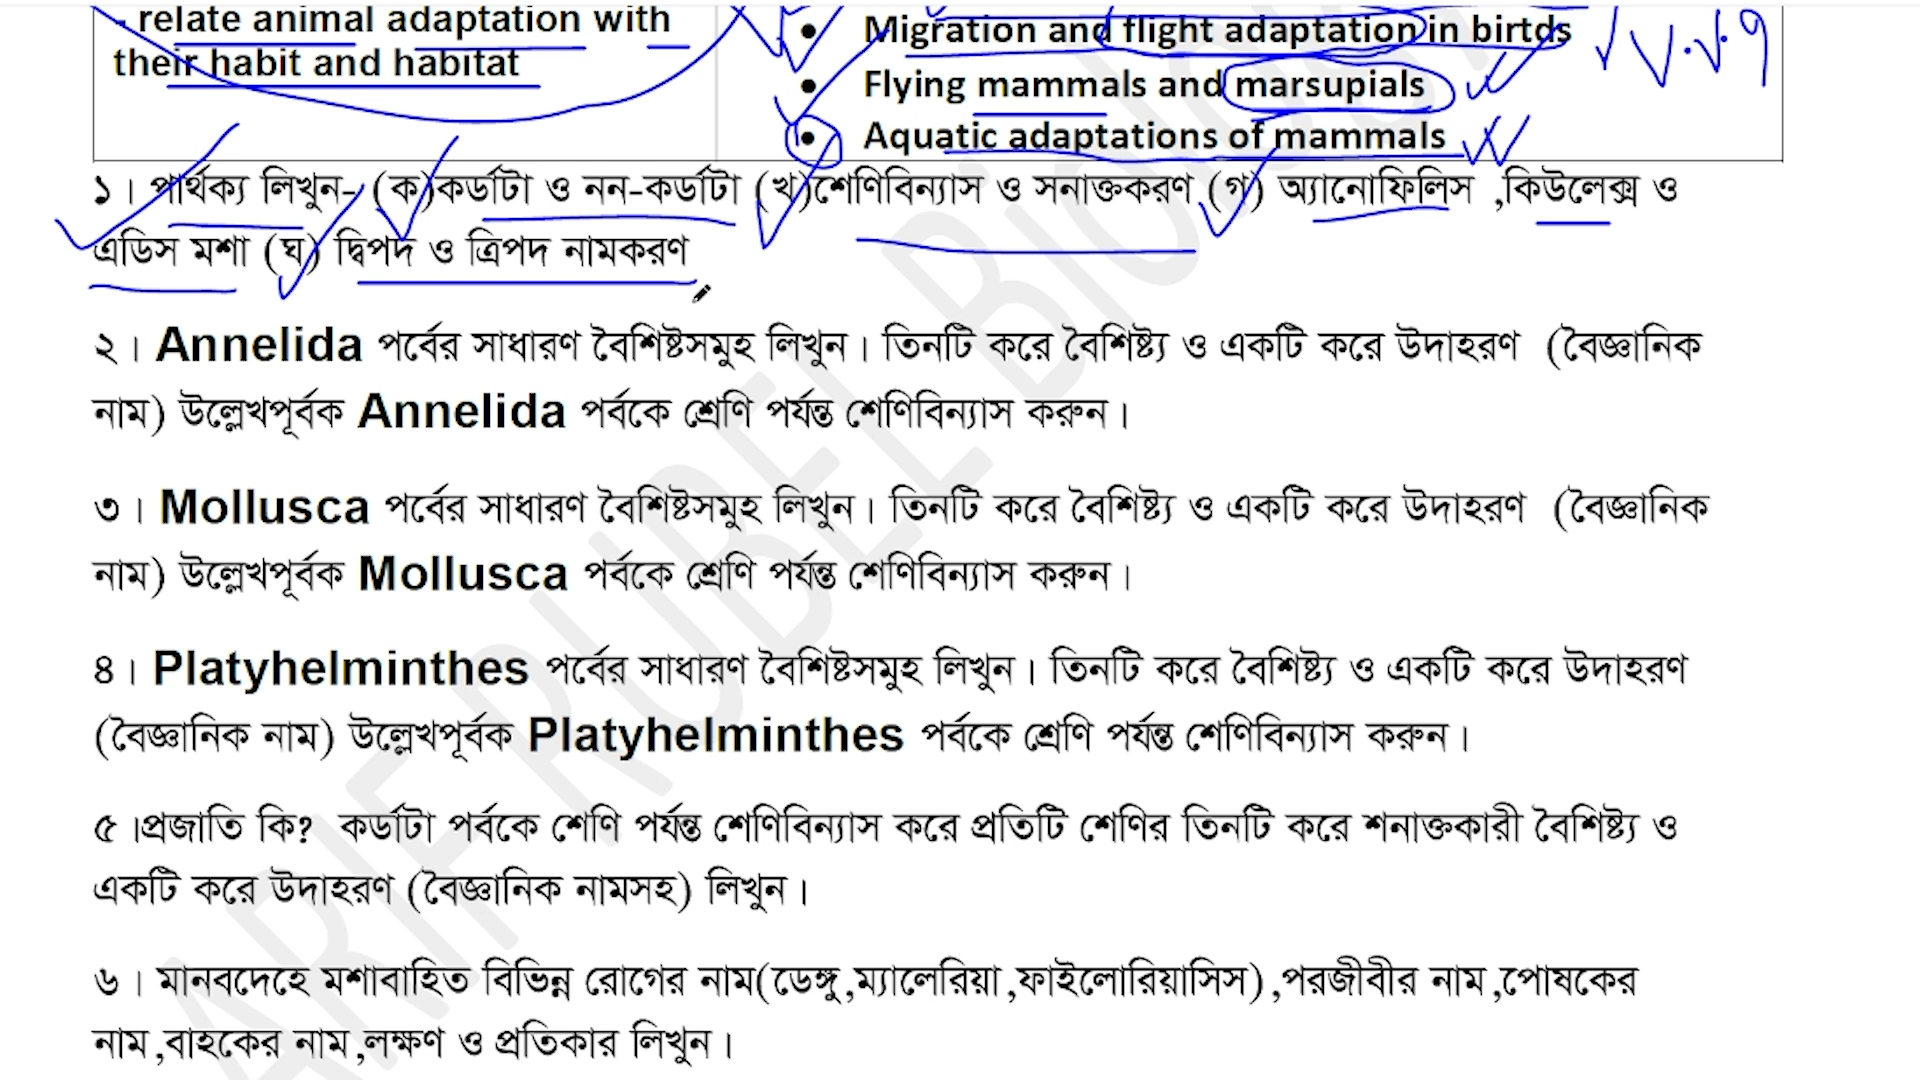 - relate animal adaptation with
their habit and habitat
• Migration and flight adaptation in birtds
• Flying mammals and marsupials
• Aquatic adaptations of mammals
১। পার্থক্য লিখুন- (ক)কর্ডাটা ও নন-কর্ডাটা (খ)শেণিবিন্যাস ও সনাক্তকরণ (গ) অ্যানোফিলিস ,কিউলেক্স ও
এডিস মশা (ঘ) দ্বিপদ ও ত্রিপদ নামকরণ
২। Annelida পর্বের সাধারণ বৈশিষ্টসমুহ লিখুন। তিনটি করে বৈশিষ্ট্য ও একটি করে উদাহরণ (বৈজ্ঞানিক
নাম) উল্লেখপূর্বক Annelida পর্বকে শ্রেণি পর্যন্ত শেণিবিন্যাস করুন।
৩। Mollusca পর্বের সাধারণ বৈশিষ্টসমুহ লিখুন। তিনটি করে বৈশিষ্ট্য ও একটি করে উদাহরণ (বৈজ্ঞানিক
নাম) উল্লেখপূর্বক Mollusca পর্বকে শ্রেণি পর্যন্ত শেণিবিন্যাস করুন।
৪। Platyhelminthes পর্বের সাধারণ বৈশিষ্টসমুহ লিখুন। তিনটি করে বৈশিষ্ট্য ও একটি করে উদাহরণ
(বৈজ্ঞানিক নাম) উল্লেখপূর্বক Platyhelminthes পর্বকে শ্রেণি পর্যন্ত শেণিবিন্যাস করুন।
৫।প্রজাতি কি? কর্ডাটা পর্বকে শেণি পর্যন্ত শেণিবিন্যাস করে প্রতিটি শেণির তিনটি করে শনাক্তকারী বৈশিষ্ট্য ও
একটি করে উদাহরণ (বৈজ্ঞানিক নামসহ) লিখুন।
৬। মানবদেহে মশাবাহিত বিভিন্ন রোগের নাম(ডেঙ্গু,ম্যালেরিয়া,ফাইলোরিয়াসিস),পরজীবীর নাম,পোষকের
নাম,বাহকের নাম,লক্ষণ ও প্রতিকার লিখুন।
ARIF RUBEL